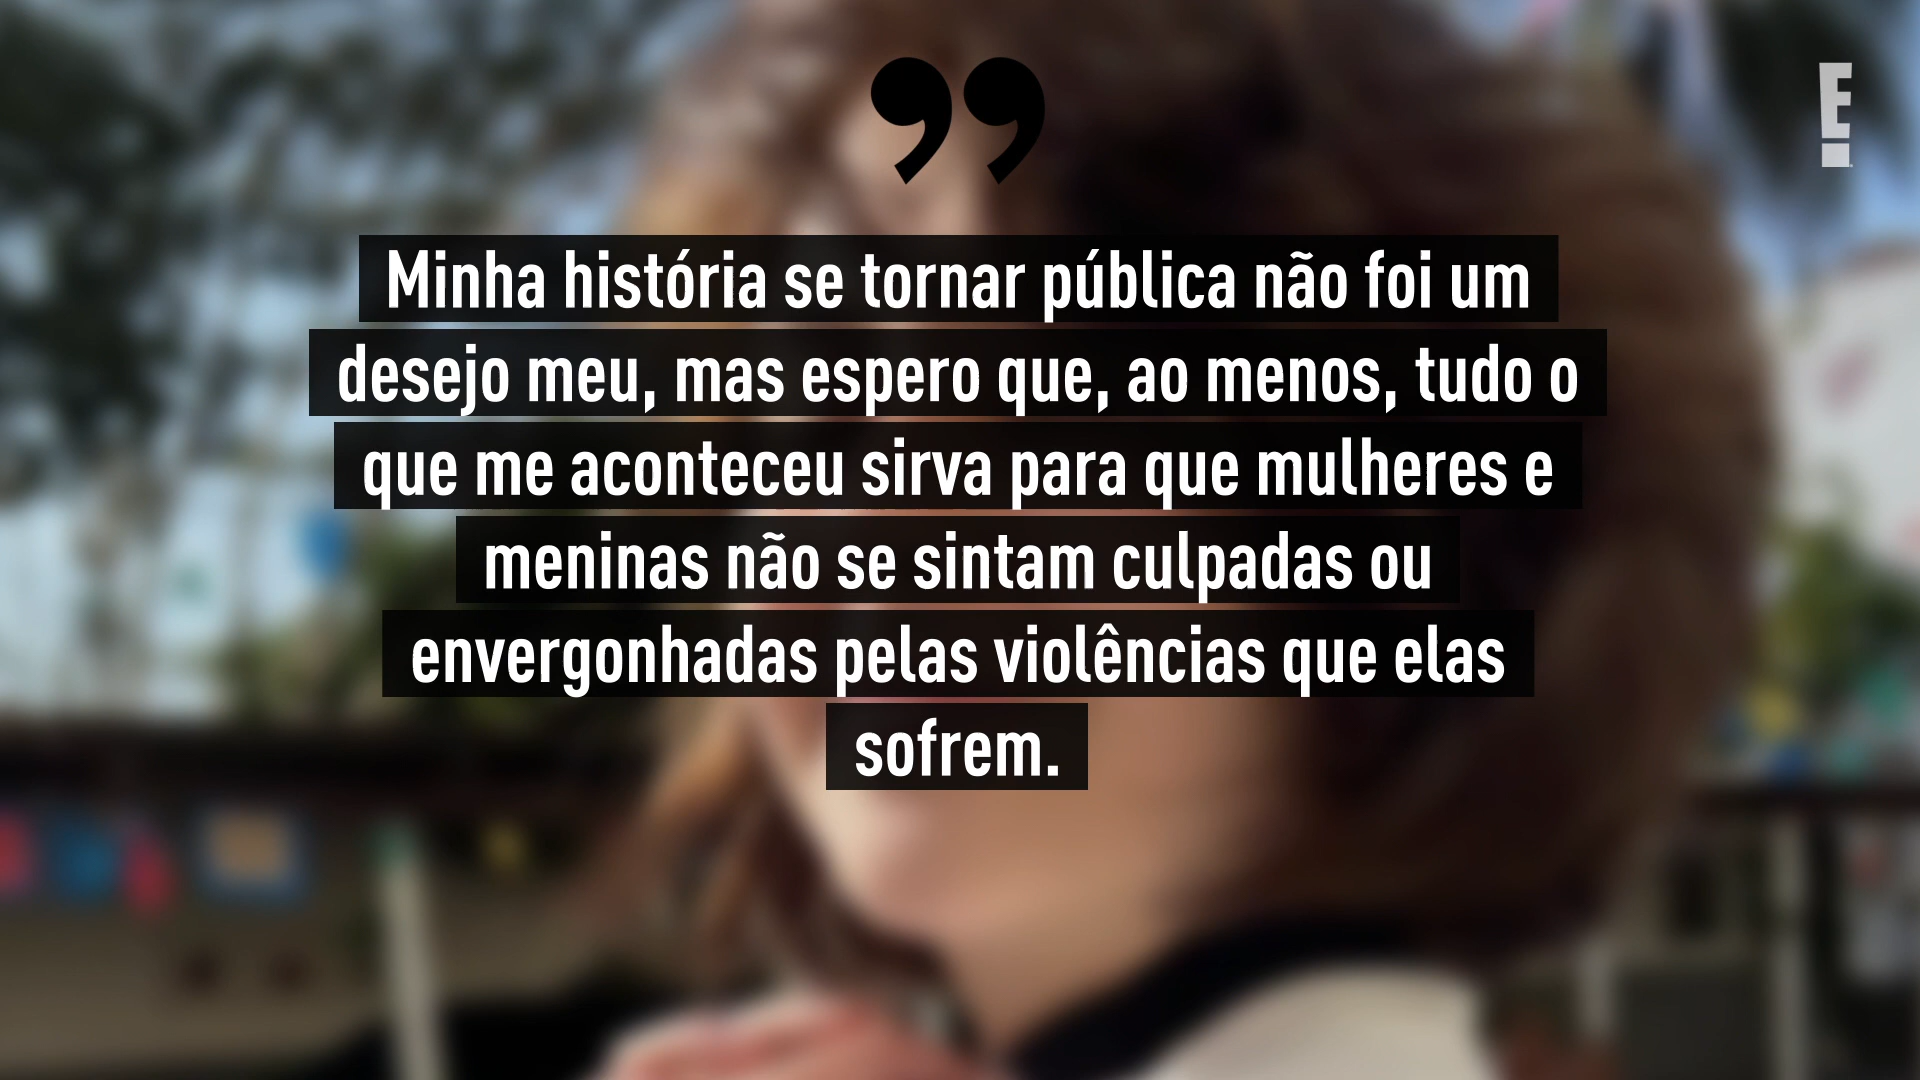 ”
E!
Minha história se tornar pública não foi um
desejo meu, mas espero que, ao menos, tudo o
que me aconteceu sirva para que mulheres e
meninas não se sintam culpadas ou
envergonhadas pelas violências que elas
sofrem.